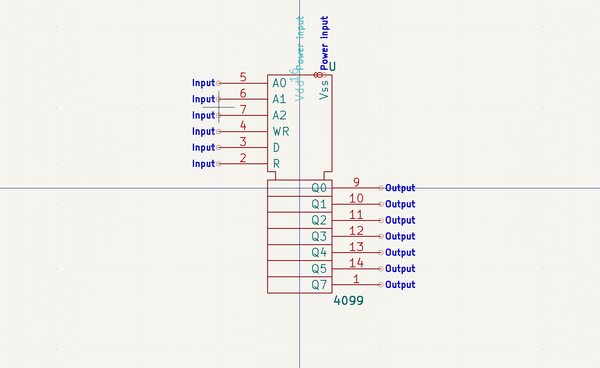 Power input
Power input
U
16
Vdd
Vss
Input 5 A0
Input 6 A1
Input 7 A2
Input 4 WR
Input 3 D
Input 2 R
Q0 9 Output
Q1 10 Output
Q2 11 Output
Q3 12 Output
Q4 13 Output
Q5 14 Output
Q7 1 Output
4099